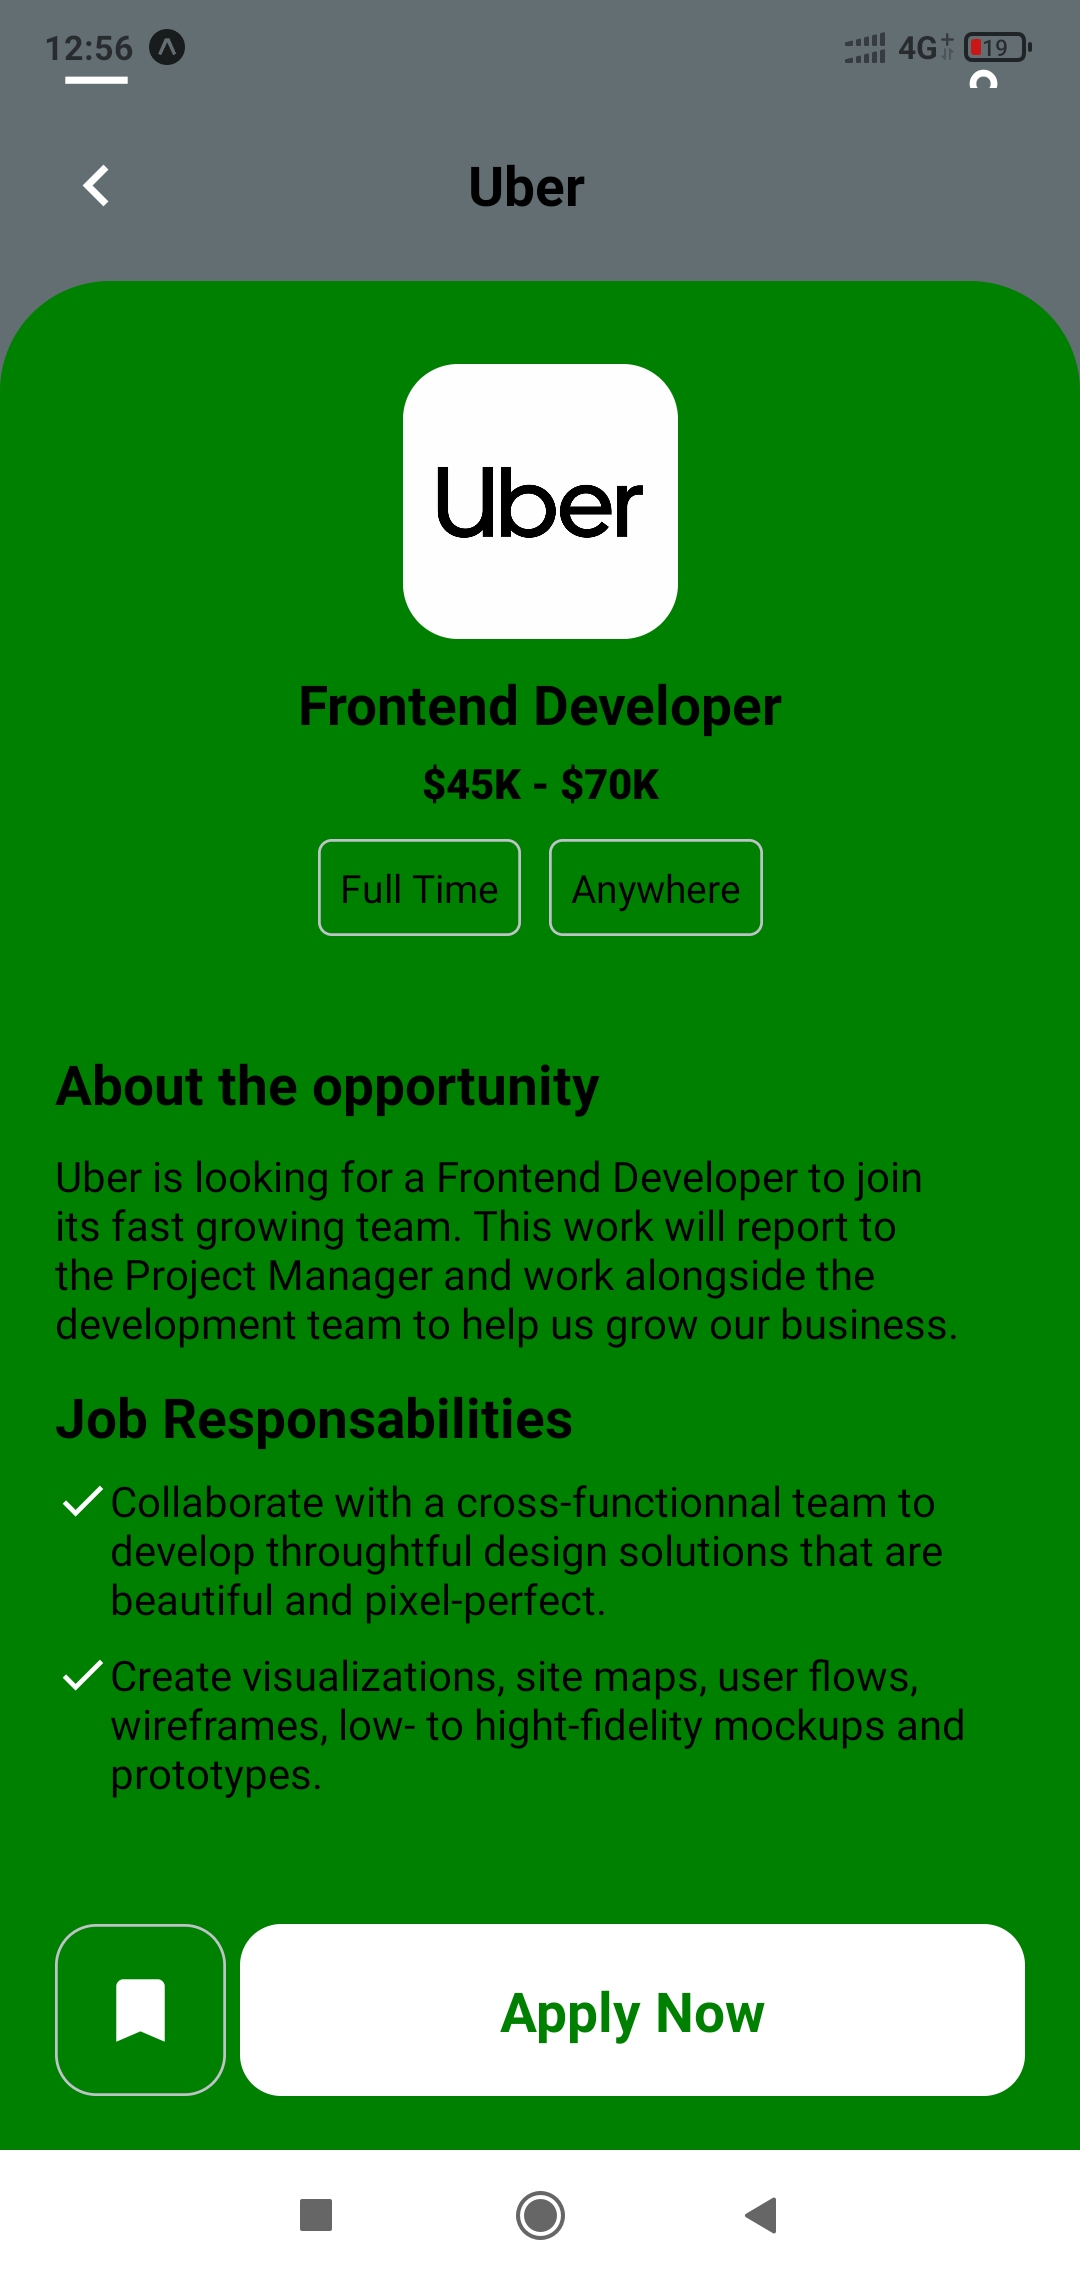 12:56
4G
19
Uber
Uber
Frontend Developer
$45K - $70K
Full Time
Anywhere
About the opportunity
Uber is looking for a Frontend Developer to join
its fast growing team. This work will report to
the Project Manager and work alongside the
development team to help us grow our business.
Job Responsabilities
Collaborate with a cross-functionnal team to
develop throughtful design solutions that are
beautiful and pixel-perfect.
Create visualizations, site maps, user flows,
wireframes, low- to hight-fidelity mockups and
prototypes.
Apply Now